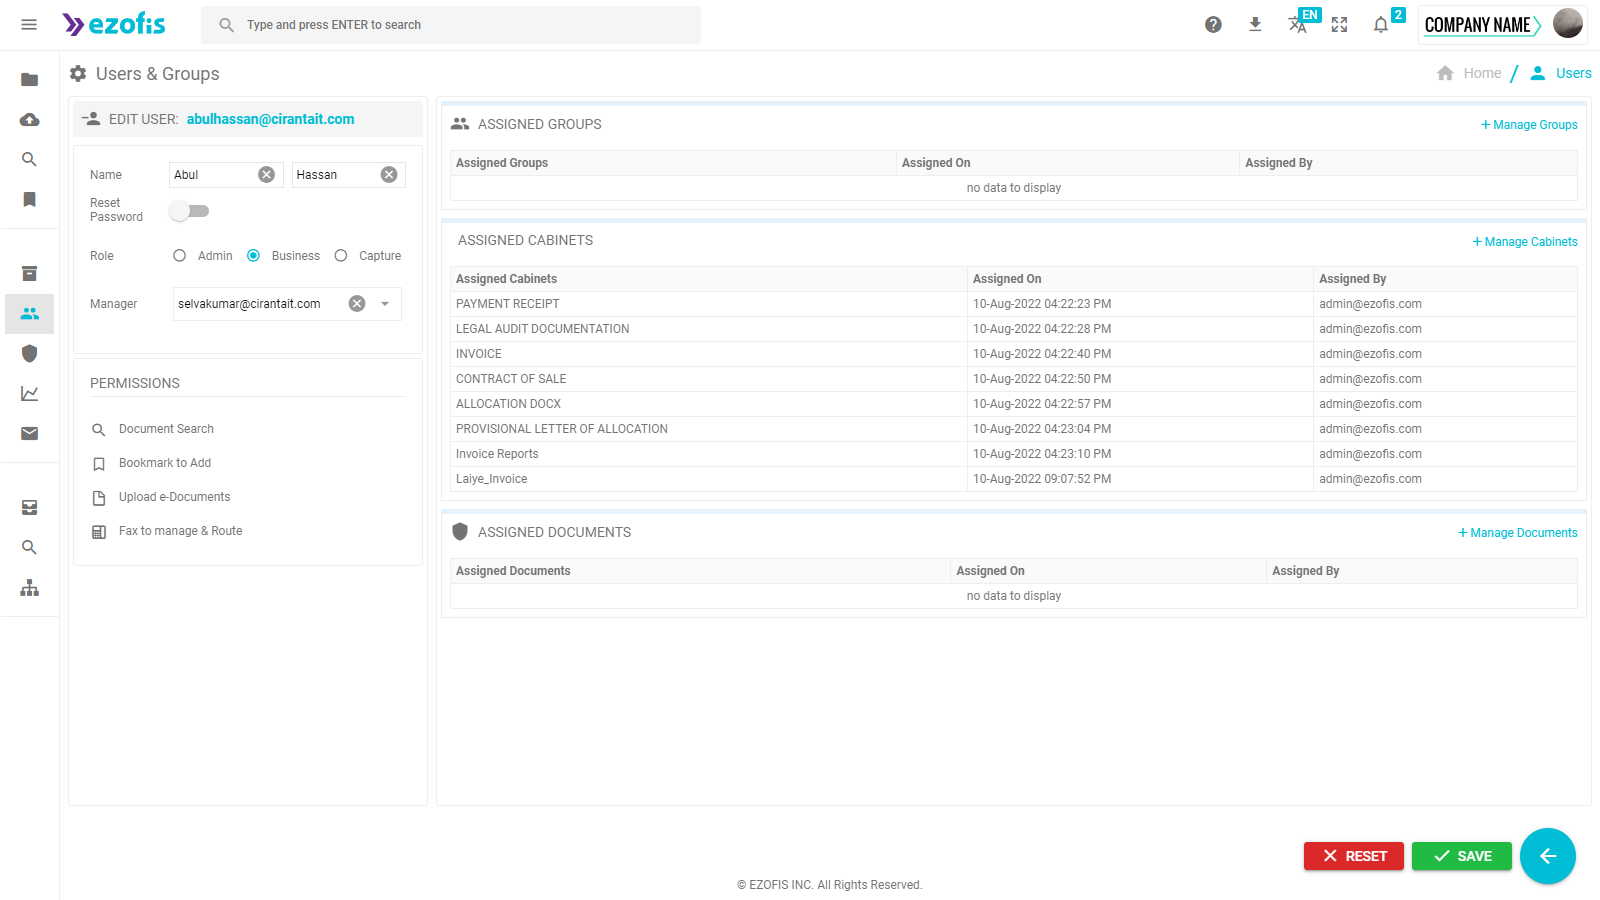 ezofis
Type and press ENTER to search
EN
2
COMPANY NAME
Users & Groups
Home / Users
EDIT USER: abulhassan@cirantait.com
Name
Abul
Hassan
Reset
Password
Role
Admin
Business
Capture
Manager
selvakumar@cirantait.com
PERMISSIONS
Document Search
Bookmark to Add
Upload e-Documents
Fax to manage & Route
ASSIGNED GROUPS
+ Manage Groups
Assigned Groups Assigned On Assigned By
no data to display
ASSIGNED CABINETS
+ Manage Cabinets
Assigned Cabinets Assigned On Assigned By
PAYMENT RECEIPT 10-Aug-2022 04:22:23 PM admin@ezofis.com
LEGAL AUDIT DOCUMENTATION 10-Aug-2022 04:22:28 PM admin@ezofis.com
INVOICE 10-Aug-2022 04:22:40 PM admin@ezofis.com
CONTRACT OF SALE 10-Aug-2022 04:22:50 PM admin@ezofis.com
ALLOCATION DOCX 10-Aug-2022 04:22:57 PM admin@ezofis.com
PROVISIONAL LETTER OF ALLOCATION 10-Aug-2022 04:23:04 PM admin@ezofis.com
Invoice Reports 10-Aug-2022 04:23:10 PM admin@ezofis.com
Laiye_Invoice 10-Aug-2022 09:07:52 PM admin@ezofis.com
ASSIGNED DOCUMENTS
+ Manage Documents
Assigned Documents Assigned On Assigned By
no data to display
RESET
SAVE
© EZOFIS INC. All Rights Reserved.